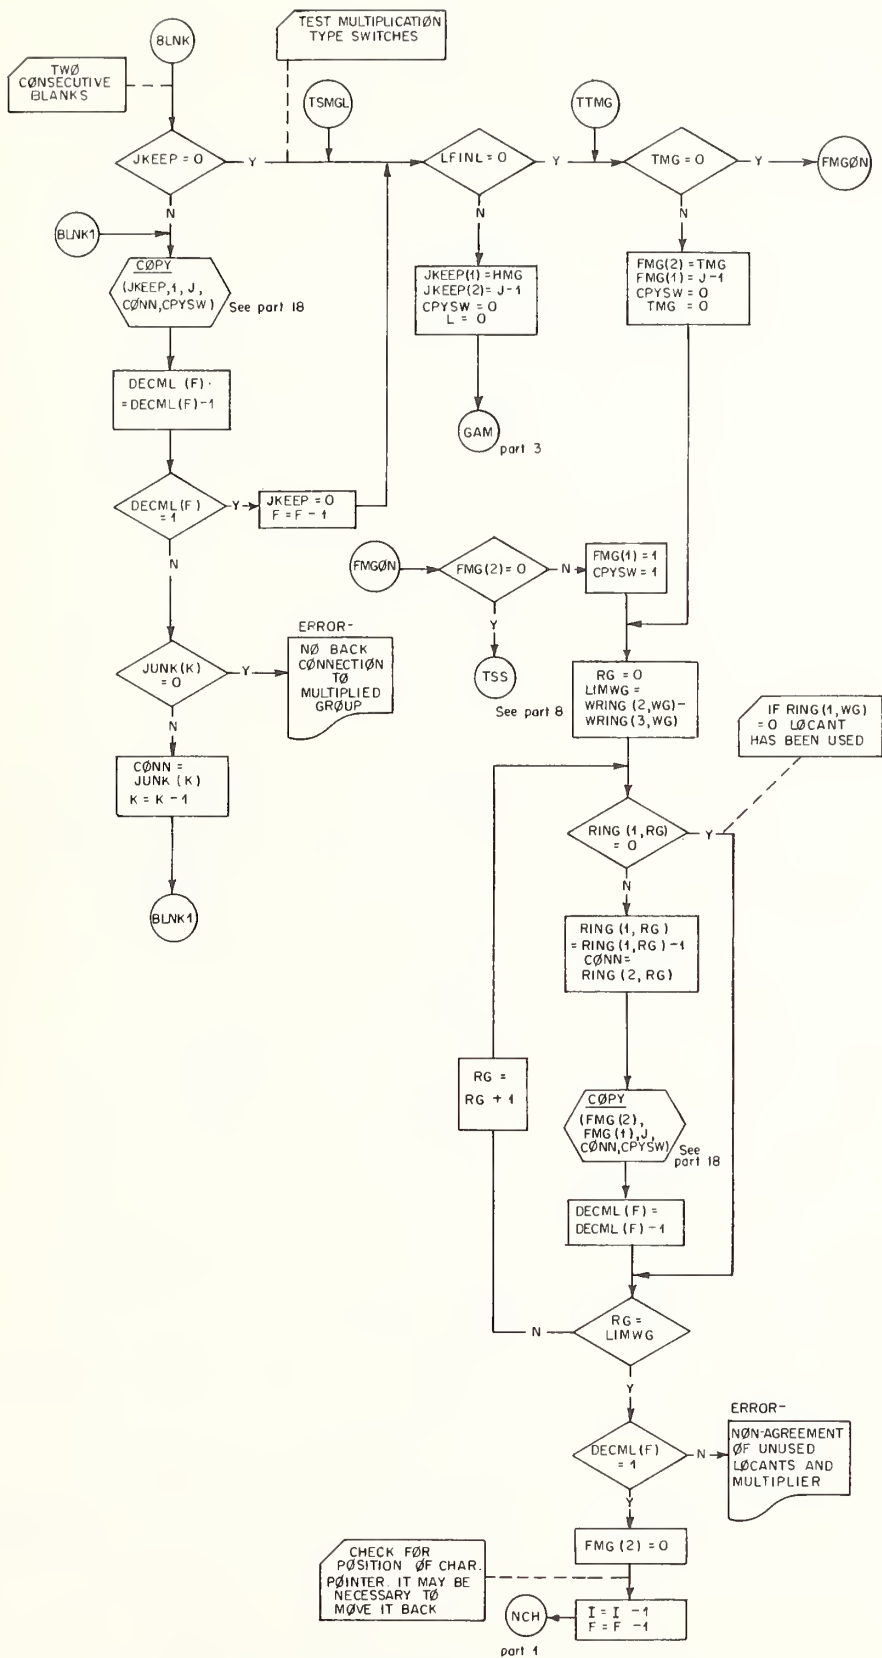 BLNK
TWØ
CØNSECUTIVE
BLANKS
TEST MULTIPLICATION
TYPE SWITCHES
TSMGL
TTMG
JKEEP = 0
Y
N
LFINL = 0
Y
N
TMG = 0
Y
N
FMGØN
BLNK1
CØPY
(JKEEP, 1, J,
CØNN, CPYSW)
See part 18
JKEEP(1) = HMG
JKEEP(2) = J-1
CPYSW = 0
L = 0
FMG(2) = TMG
FMG(1) = J-1
CPYSW = 0
TMG = 0
DECML (F)
= DECML(F) -1
GAM
part 3
DECML(F)
= 1
Y
N
JKEEP = 0
F = F - 1
FMGØN
FMG(2) = 0
N
Y
FMG(1) = 1
CPYSW = 1
TSS
See part 8
JUNK(K)
= 0
Y
N
ERROR-
NØ BACK
CØNNECTIØN
TØ
MULTIPLIED
GRØUP
RG = 0
LIMWG =
WRING (2,WG)-
WRING (3,WG)
IF RING(1,WG)
= 0 LØCANT
HAS BEEN USED
CØNN =
JUNK (K)
K = K - 1
BLNK1
RING (1, RG)
= 0
Y
N
RING (1, RG)
= RING(1,RG) -1
CØNN =
RING (2, RG)
RG =
RG + 1
CØPY
(FMG(2),
FMG(1), J,
CØNN, CPYSW)
See
part 18
DECML (F) =
DECML (F) -1
RG =
LIMWG
N
Y
DECML(F)
= 1
N
Y
ERROR-
NØN-AGREEMENT
ØF UNUSED
LØCANTS AND
MULTIPLIER
FMG (2) = 0
CHECK FØR
PØSITIØN ØF CHAR.
PØINTER. IT MAY BE
NECESSARY TØ
MØVE IT BACK
NCH
part 1
I = I - 1
F = F - 1